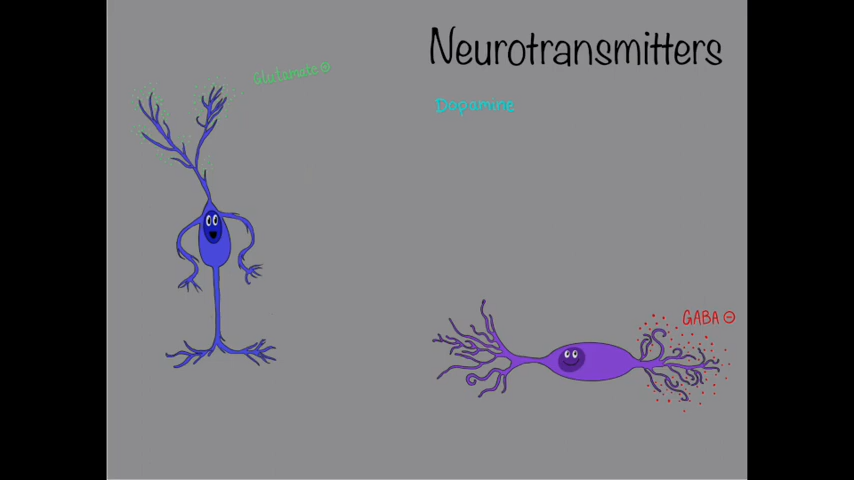 Neurotransmitters
Glutamate ⊕
Dopamine
GABA ⊖